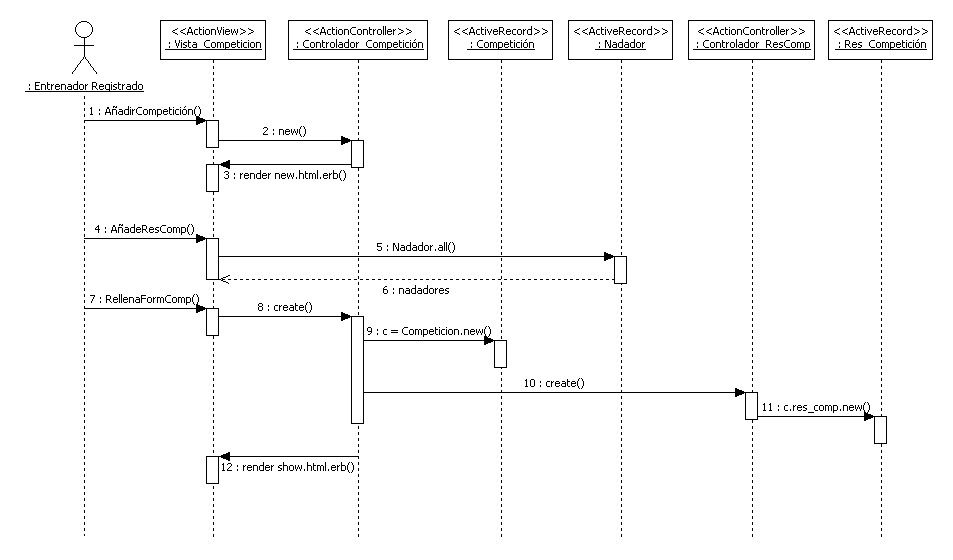 <<ActionView>>
: Vista_Competicion
<<ActionController>>
: Controlador_Competición
<<ActiveRecord>>
: Competición
<<ActiveRecord>>
: Nadador
<<ActionController>>
: Controlador_ResComp
<<ActiveRecord>>
: Res_Competición
: Entrenador Registrado
1 : AñadirCompetición()
2 : new()
3 : render new.html.erb()
4 : AñadeResComp()
5 : Nadador.all()
6 : nadadores
7 : RellenaFormComp()
8 : create()
9 : c = Competicion.new()
10 : create()
11 : c.res_comp.new()
12 : render show.html.erb()